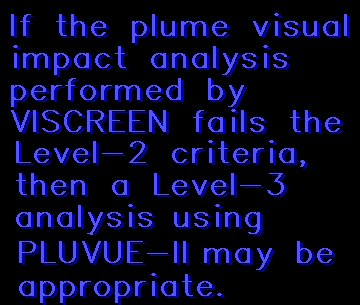 If the plume visual
impact analysis
performed by
VISCREEN fails the
Level-2 criteria,
then a Level-3
analysis using
PLUVUE-II may be
appropriate.